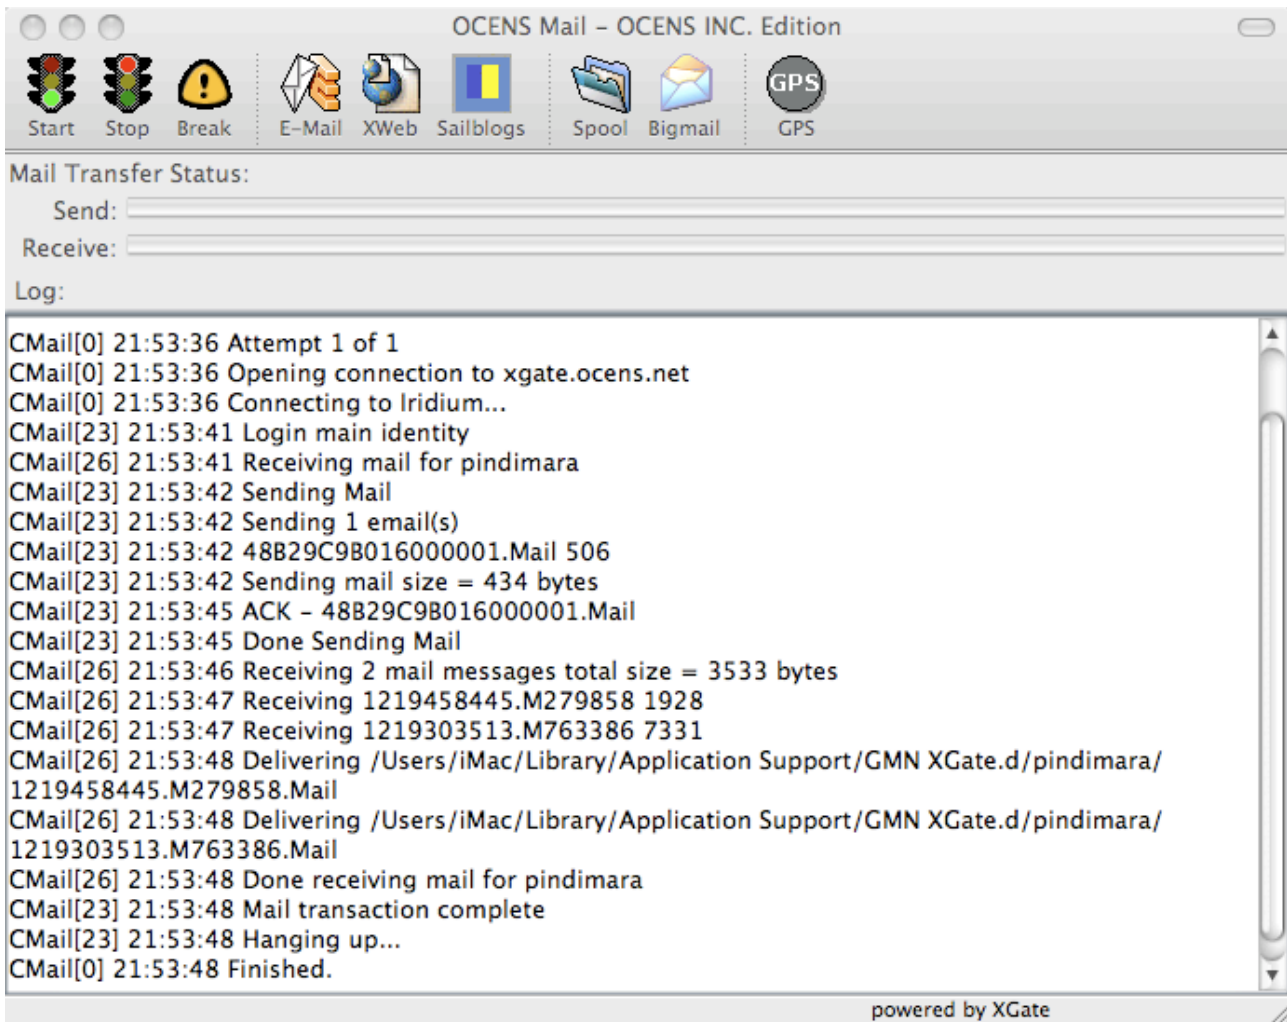 OCENS Mail – OCENS INC. Edition
GPS
Start Stop Break E-Mail XWeb Sailblogs Spool Bigmail GPS
Mail Transfer Status:
Send:
Receive:
Log:
CMail[0] 21:53:36 Attempt 1 of 1
CMail[0] 21:53:36 Opening connection to xgate.ocens.net
CMail[0] 21:53:36 Connecting to Iridium...
CMail[23] 21:53:41 Login main identity
CMail[26] 21:53:41 Receiving mail for pindimara
CMail[23] 21:53:42 Sending Mail
CMail[23] 21:53:42 Sending 1 email(s)
CMail[23] 21:53:42 48B29C9B016000001.Mail 506
CMail[23] 21:53:42 Sending mail size = 434 bytes
CMail[23] 21:53:45 ACK – 48B29C9B016000001.Mail
CMail[23] 21:53:45 Done Sending Mail
CMail[26] 21:53:46 Receiving 2 mail messages total size = 3533 bytes
CMail[26] 21:53:47 Receiving 1219458445.M279858 1928
CMail[26] 21:53:47 Receiving 1219303513.M763386 7331
CMail[26] 21:53:48 Delivering /Users/iMac/Library/Application Support/GMN XGate.d/pindimara/
1219458445.M279858.Mail
CMail[26] 21:53:48 Delivering /Users/iMac/Library/Application Support/GMN XGate.d/pindimara/
1219303513.M763386.Mail
CMail[26] 21:53:48 Done receiving mail for pindimara
CMail[23] 21:53:48 Mail transaction complete
CMail[23] 21:53:48 Hanging up...
CMail[0] 21:53:48 Finished.
powered by XGate